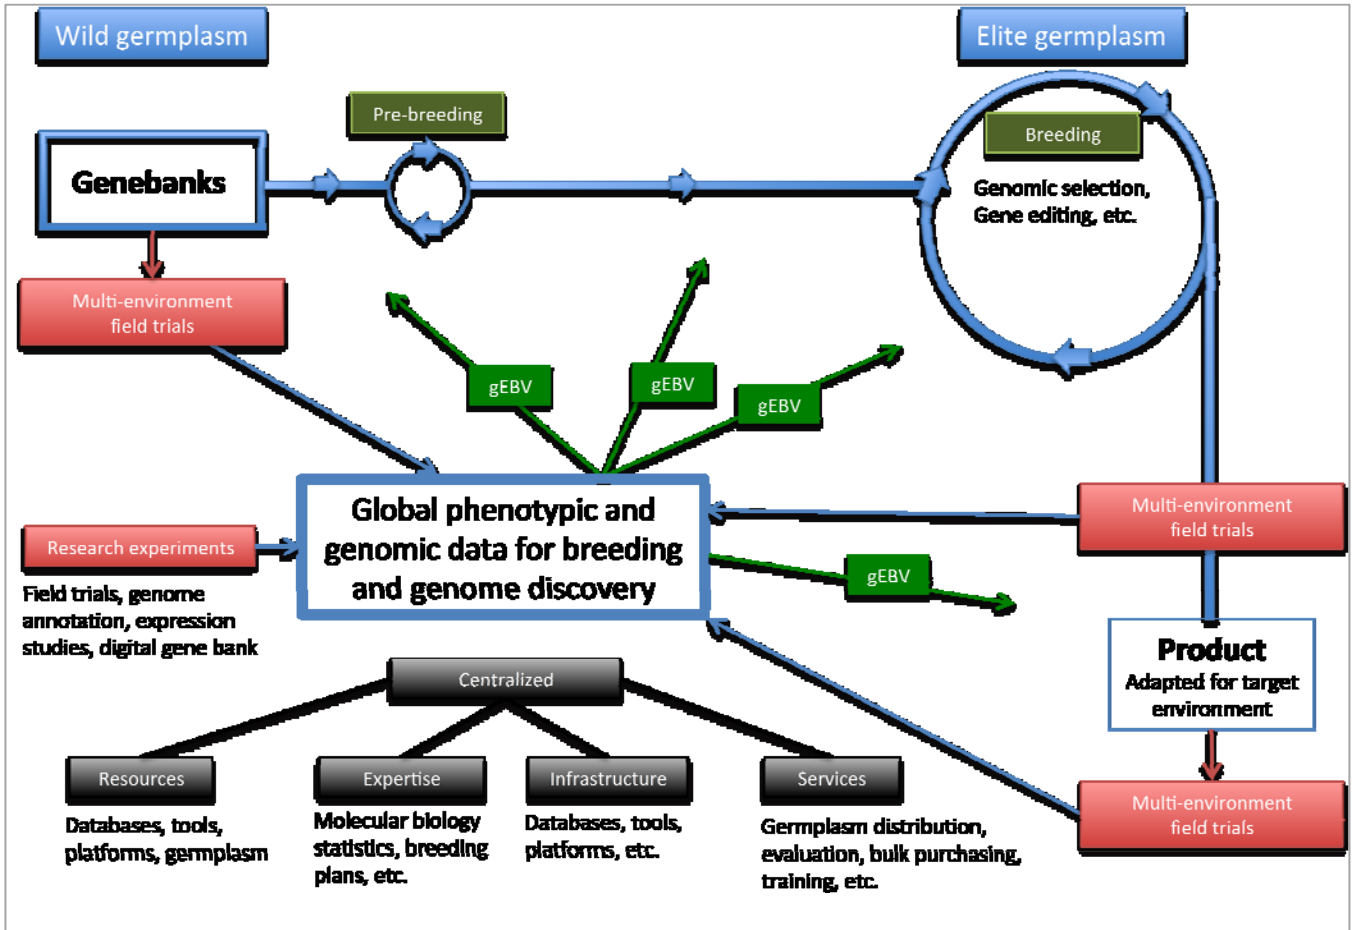 Wild germplasm
Elite germplasm
Pre-breeding
Breeding
Genebanks
Genomic selection,
Gene editing, etc.
Multi-environment
field trials
gEBV
gEBV
gEBV
Global phenotypic and
genomic data for breeding
and genome discovery
Multi-environment
field trials
Research experiments
Field trials, genome
annotation, expression
studies, digital gene bank
gEBV
Product
Adapted for target
environment
Centralized
Resources
Databases, tools,
platforms, germplasm
Expertise
Molecular biology
statistics, breeding
plans, etc.
Infrastructure
Databases, tools,
platforms, etc.
Services
Germplasm distribution,
evaluation, bulk purchasing,
training, etc.
Multi-environment
field trials